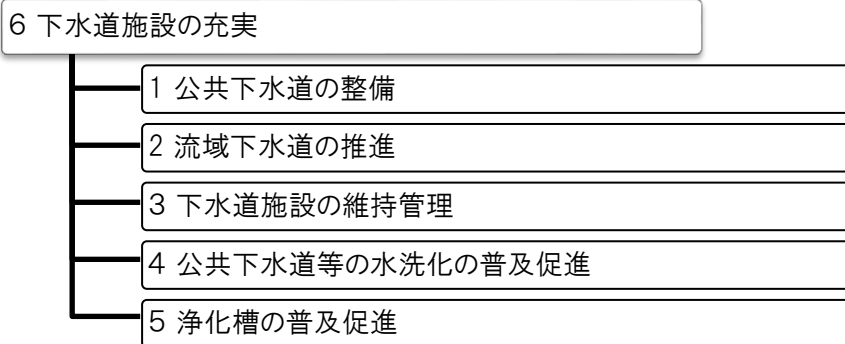 6 下水道施設の充実
1 公共下水道の整備
2 流域下水道の推進
3 下水道施設の維持管理
4 公共下水道等の水洗化の普及促進
5 浄化槽の普及促進